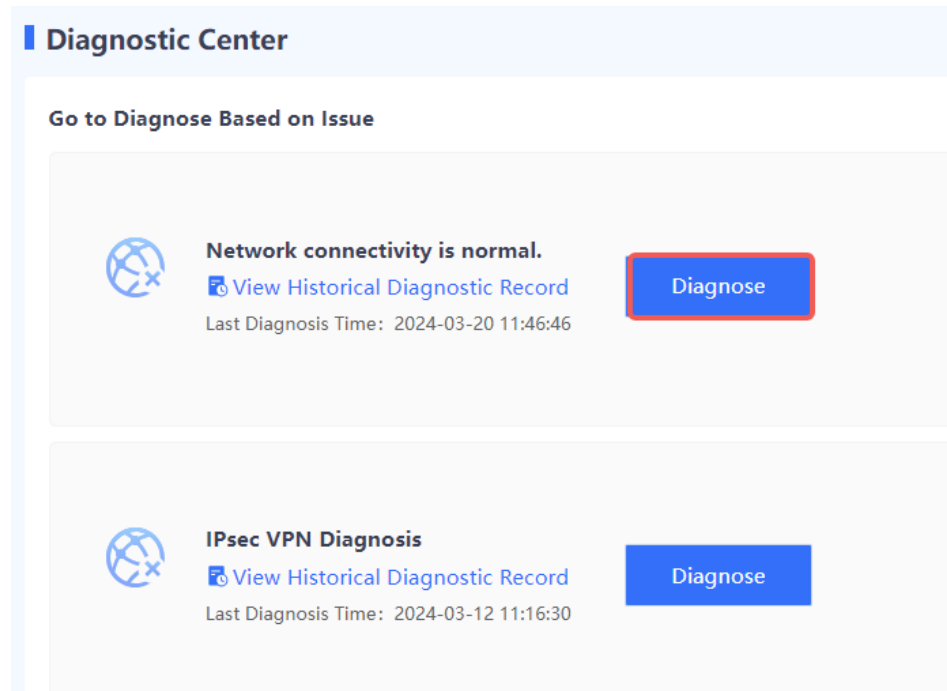 Diagnostic Center
Go to Diagnose Based on Issue
Network connectivity is normal.
View Historical Diagnostic Record
Diagnose
Last Diagnosis Time: 2024-03-20 11:46:46
IPsec VPN Diagnosis
View Historical Diagnostic Record
Diagnose
Last Diagnosis Time: 2024-03-12 11:16:30